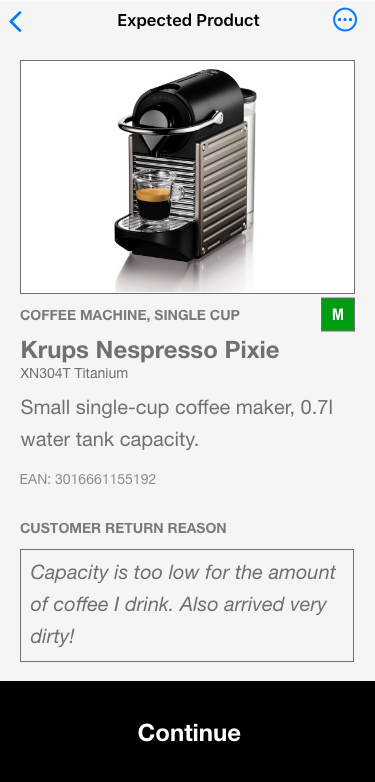 Expected Product
COFFEE MACHINE, SINGLE CUP
M
Krups Nespresso Pixie
XN304T Titanium
Small single-cup coffee maker, 0.7l
water tank capacity.
EAN: 3016661155192
CUSTOMER RETURN REASON
Capacity is too low for the amount
of coffee I drink. Also arrived very
dirty!
Continue